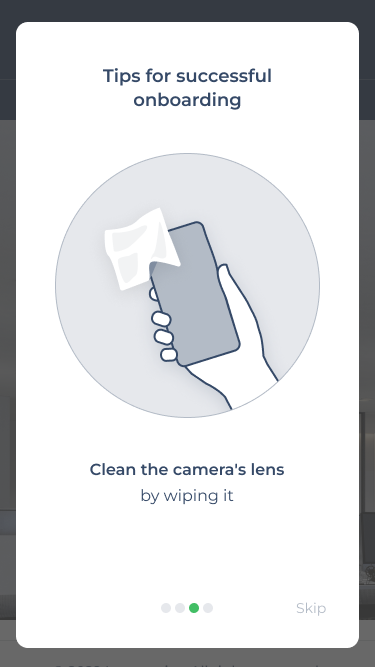 Tips for successful
onboarding
Clean the camera's lens
by wiping it
Skip